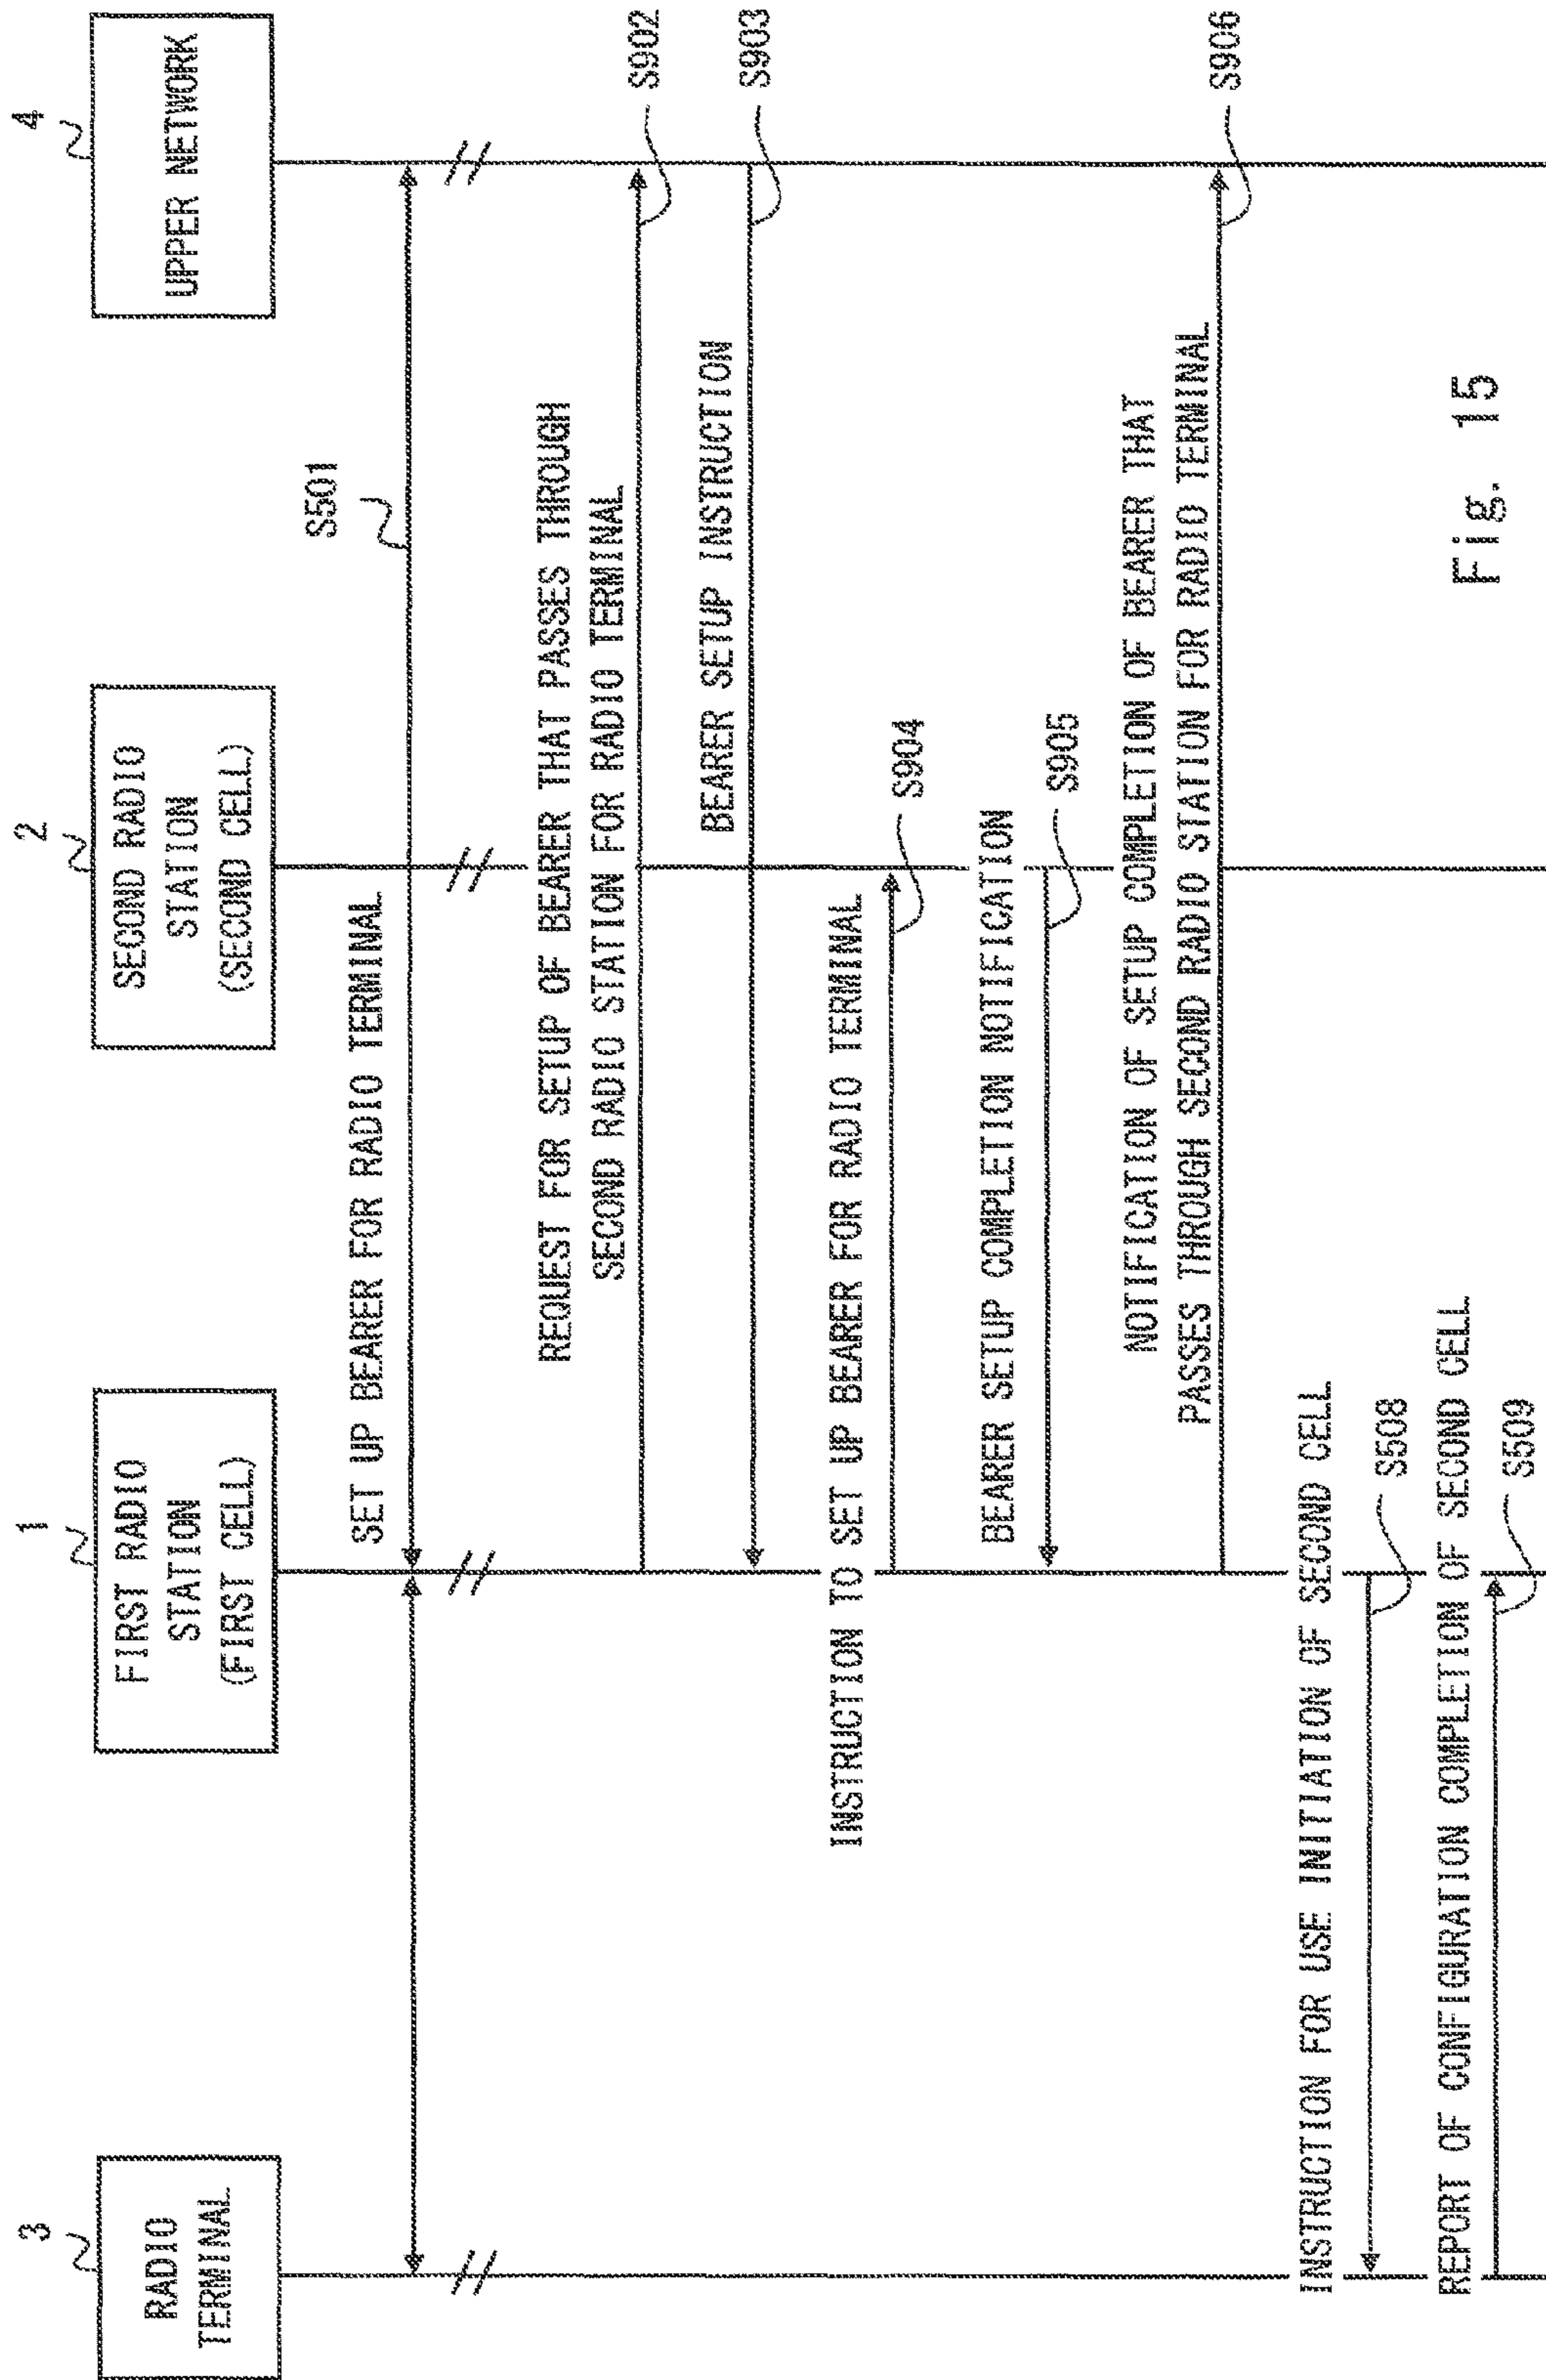 3
RADIO
TERMINAL
1
FIRST RADIO
STATION
(FIRST CELL)
2
SECOND RADIO
STATION
(SECOND CELL)
4
UPPER NETWORK
SET UP BEARER FOR RADIO TERMINAL
S501
REQUEST FOR SETUP OF BEARER THAT PASSES THROUGH
SECOND RADIO STATION FOR RADIO TERMINAL
S902
BEARER SETUP INSTRUCTION
S903
INSTRUCTION TO SET UP BEARER FOR RADIO TERMINAL
S904
BEARER SETUP COMPLETION NOTIFICATION
S905
NOTIFICATION OF SETUP COMPLETION OF BEARER THAT
PASSES THROUGH SECOND RADIO STATION FOR RADIO TERMINAL
S906
INSTRUCTION FOR USE INITIATION OF SECOND CELL
S508
REPORT OF CONFIGURATION COMPLETION OF SECOND CELL
S509
Fig. 15